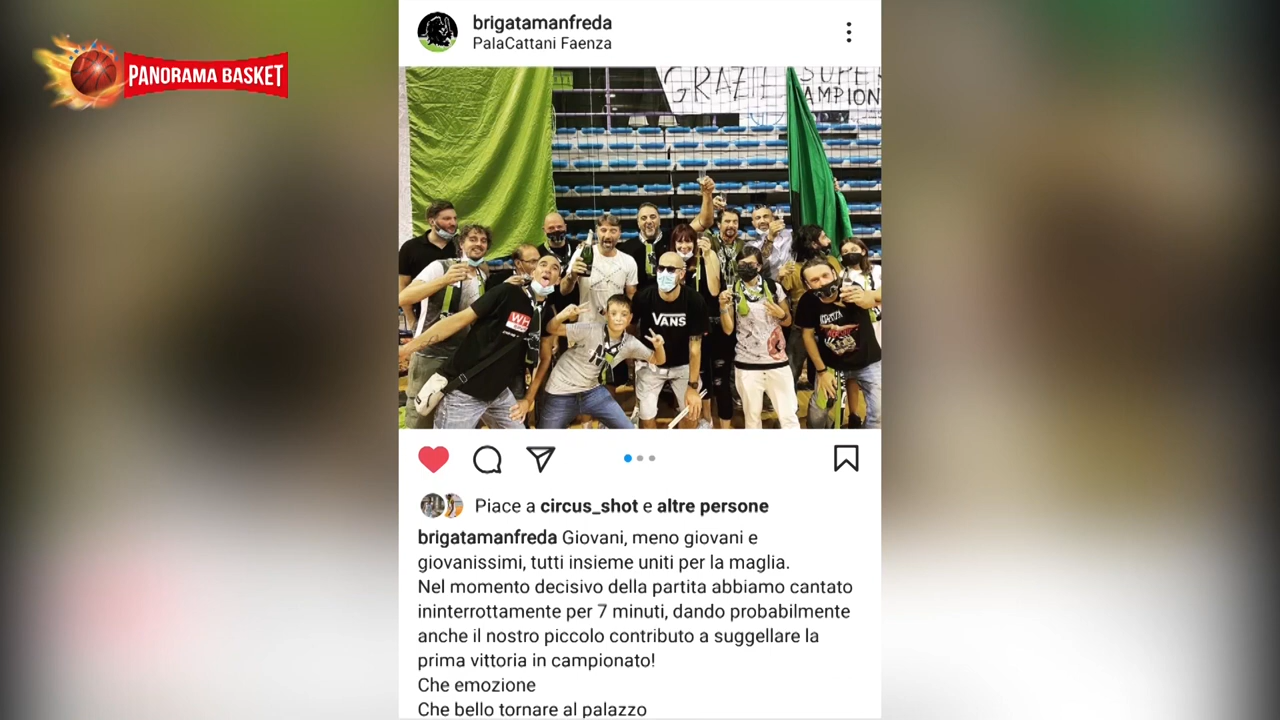 PANORAMA BASKET
brigatamanfreda
PalaCattani Faenza
GRAZIE SUPER
CAMPION
VANS
Piace a circus_shot e altre persone
brigatamanfreda Giovani, meno giovani e
giovanissimi, tutti insieme uniti per la maglia.
Nel momento decisivo della partita abbiamo cantato
ininterrottamente per 7 minuti, dando probabilmente
anche il nostro piccolo contributo a suggellare la
prima vittoria in campionato!
Che emozione
Che bello tornare al palazzo